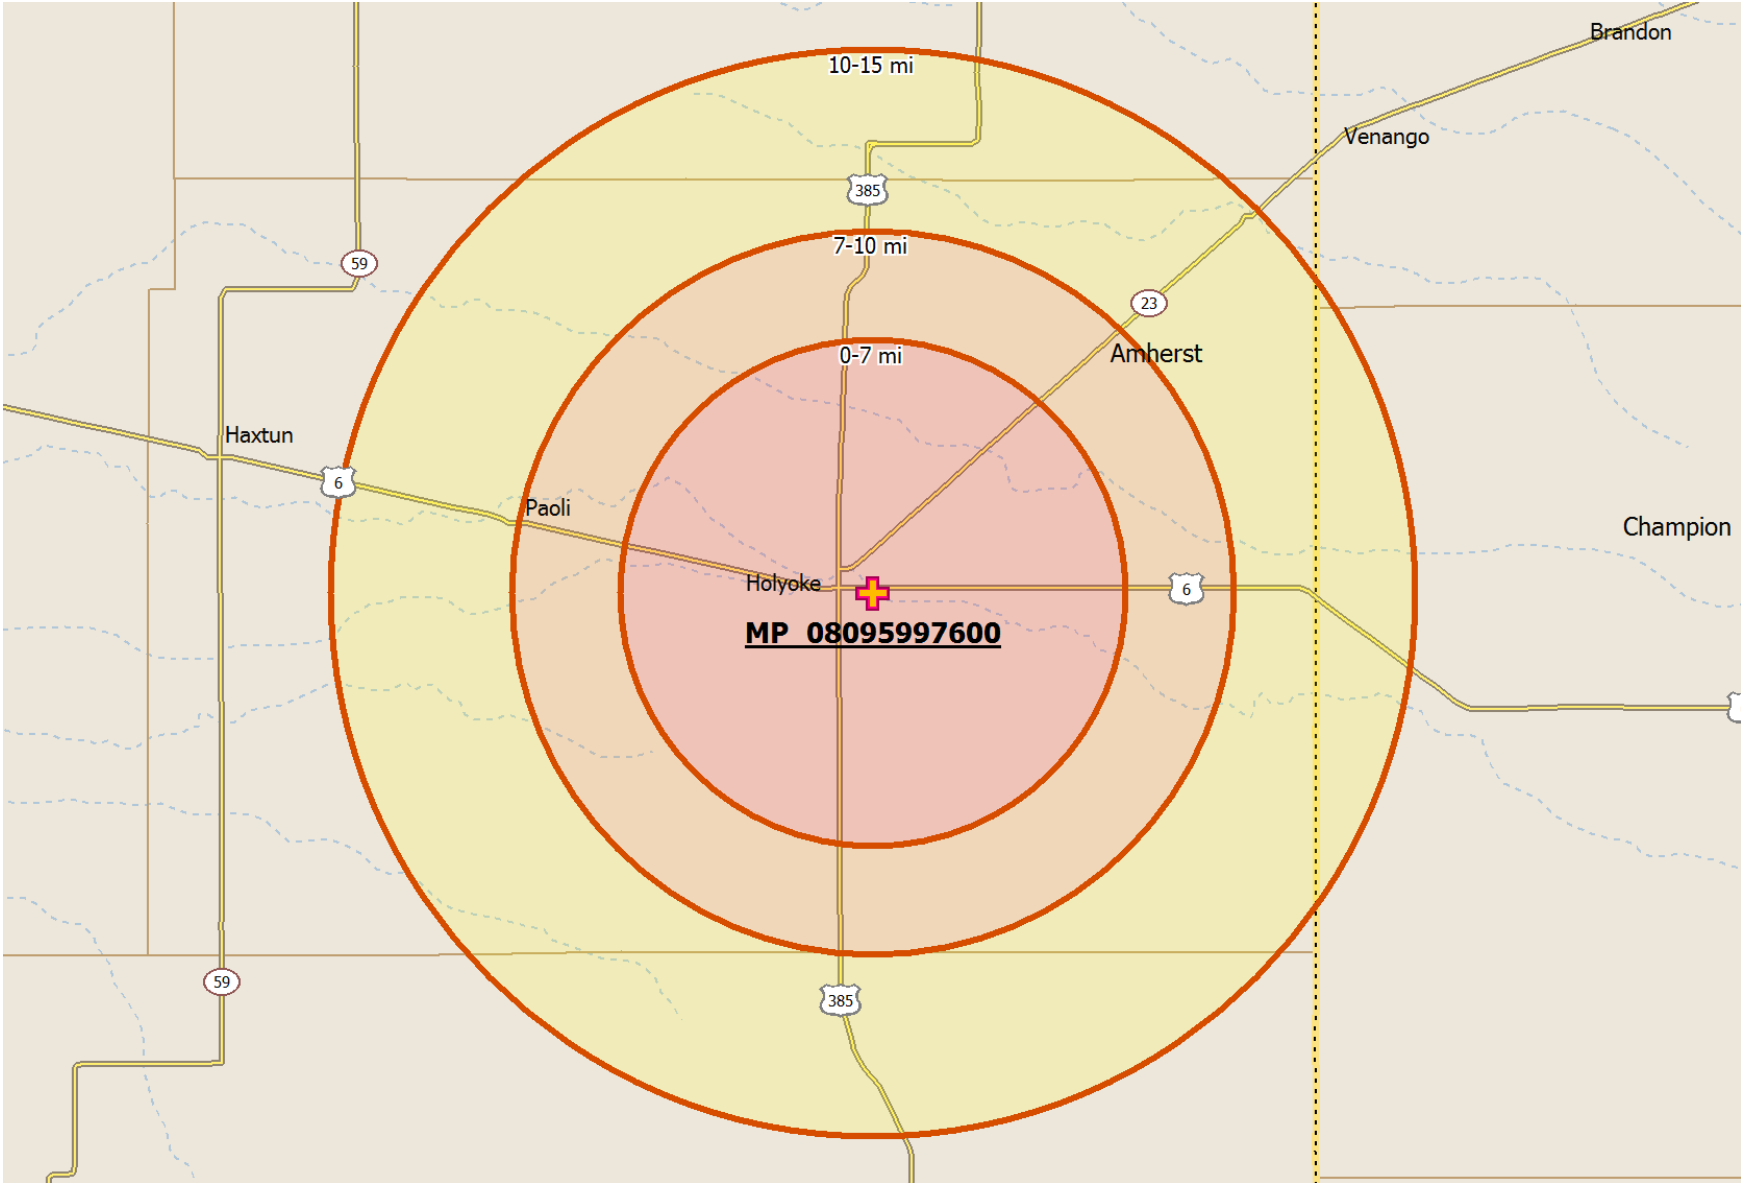 Brandon
10-15 mi
Venango
385
7-10 mi
59
23
0-7 mi
Amherst
Haxtun
6
Paoli
Champion
Holyoke
6
MP 08095997600
59
385